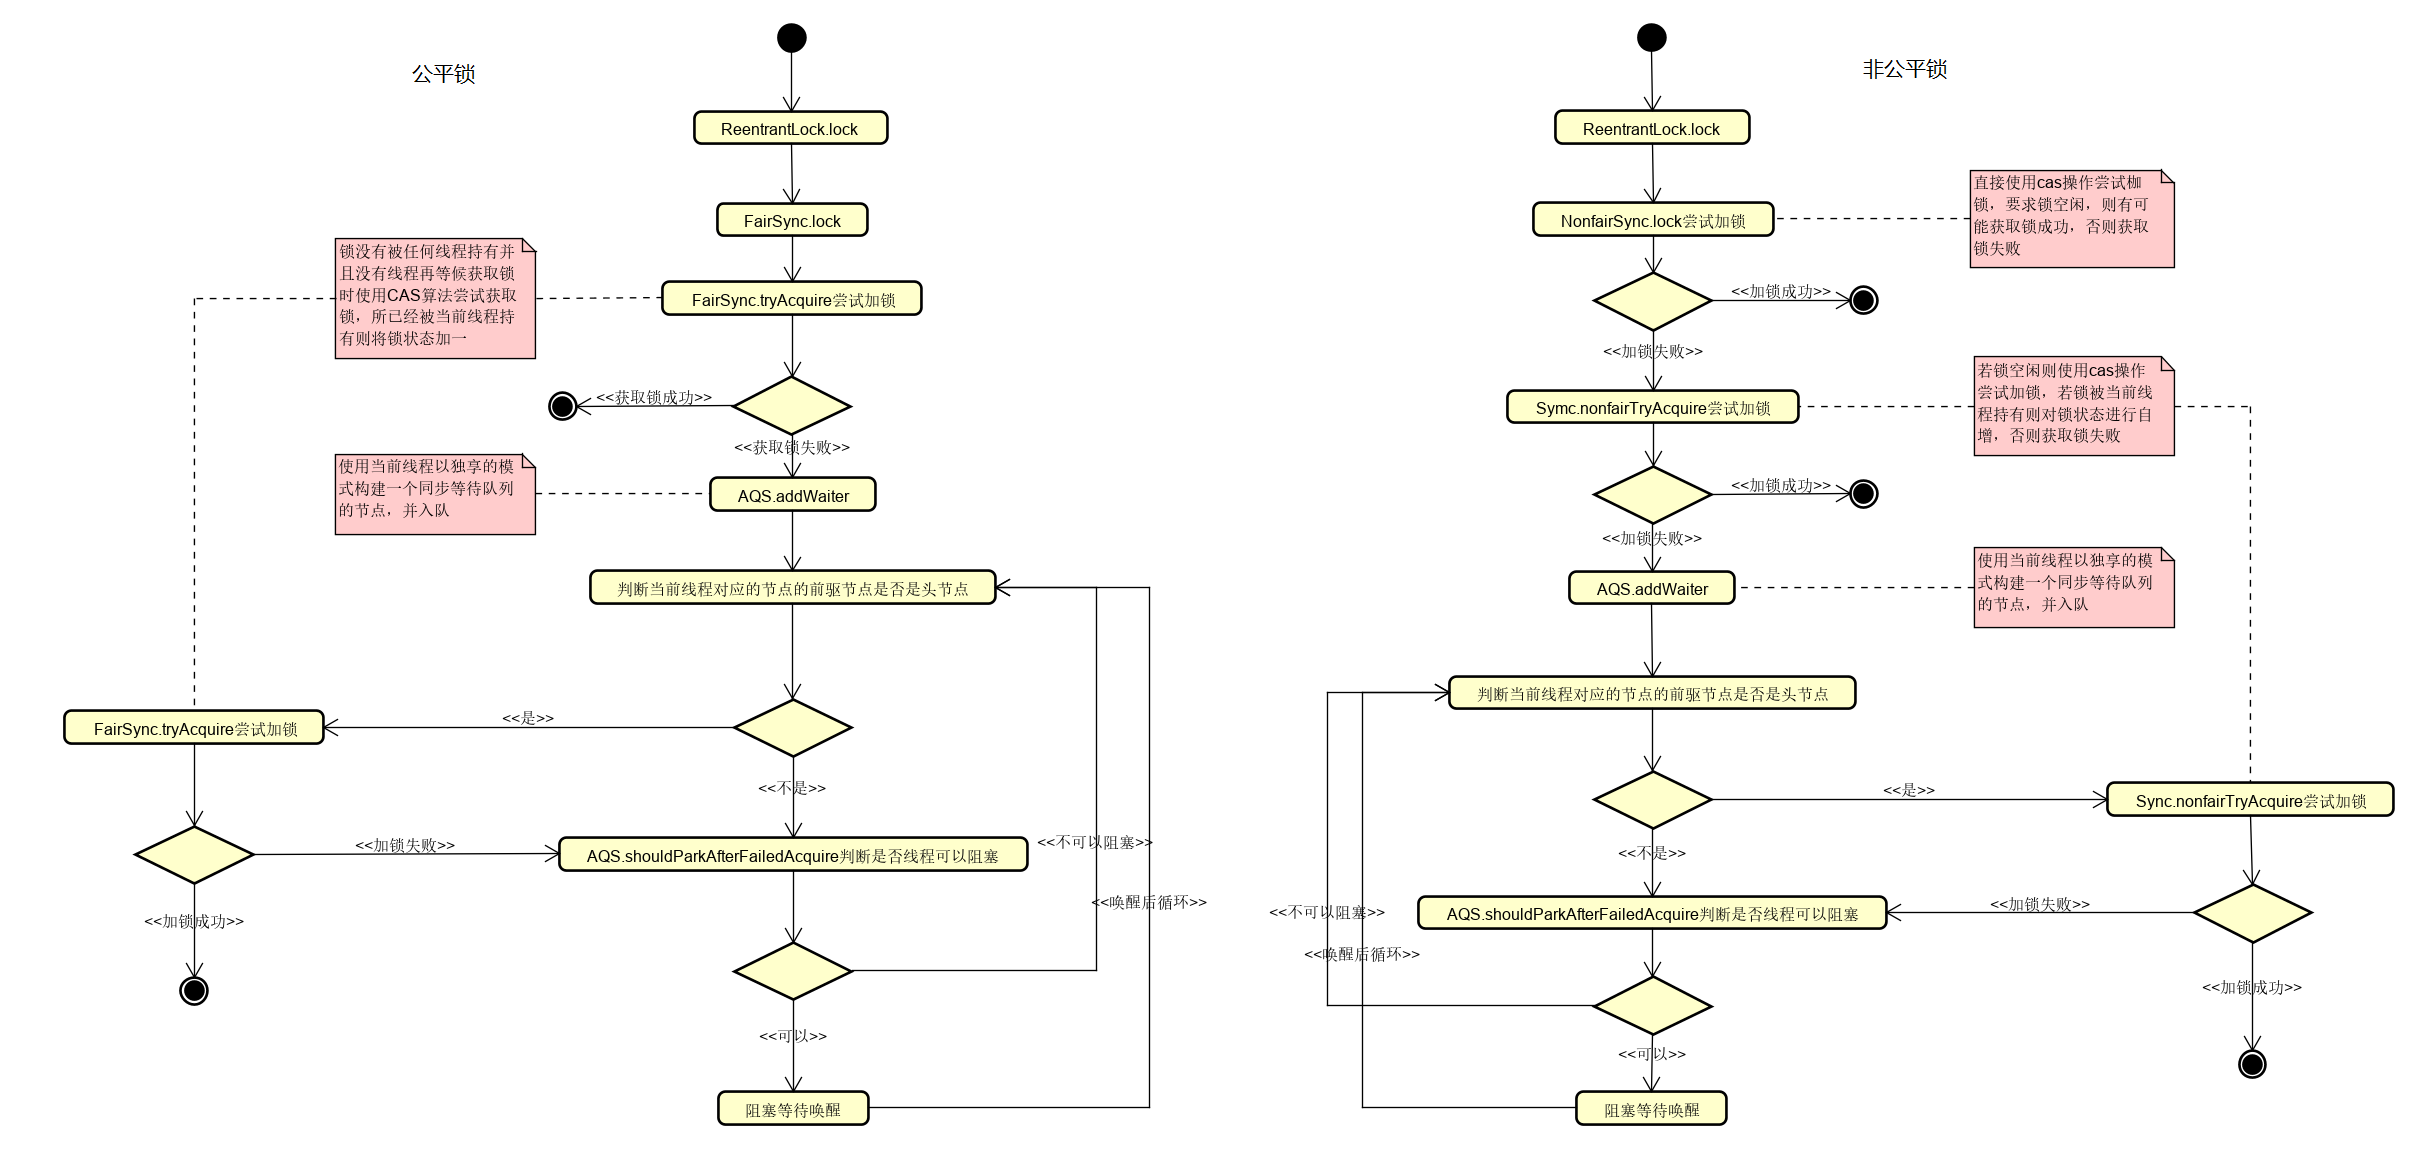 公平锁
ReentrantLock.lock
FairSync.lock
锁没有被任何线程持有并
且没有线程再等候获取锁
时使用CAS算法尝试获取
锁，所已经被当前线程持
有则将锁状态加一
FairSync.tryAcquire尝试加锁
<<获取锁成功>>
<<获取锁失败>>
使用当前线程以独享的模
式构建一个同步等待队列
的节点，并入队
AQS.addWaiter
判断当前线程对应的节点的前驱节点是否是头节点
<<是>>
FairSync.tryAcquire尝试加锁
<<不是>>
<<加锁失败>>
AQS.shouldParkAfterFailedAcquire判断是否线程可以阻塞
<<不可以阻塞>>
<<唤醒后循环>>
<<加锁成功>>
<<可以>>
阻塞等待唤醒
非公平锁
ReentrantLock.lock
直接使用cas操作尝试枷
锁，要求锁空闲，则有可
能获取锁成功，否则获取
锁失败
NonfairSync.lock尝试加锁
<<加锁成功>>
<<加锁失败>>
若锁空闲则使用cas操作
尝试加锁，若锁被当前线
程持有则对锁状态进行自
增，否则获取锁失败
Symc.nonfairTryAcquire尝试加锁
<<加锁成功>>
<<加锁失败>>
使用当前线程以独享的模
式构建一个同步等待队列
的节点，并入队
AQS.addWaiter
判断当前线程对应的节点的前驱节点是否是头节点
<<是>>
Sync.nonfairTryAcquire尝试加锁
<<不是>>
<<加锁失败>>
AQS.shouldParkAfterFailedAcquire判断是否线程可以阻塞
<<不可以阻塞>>
<<唤醒后循环>>
<<加锁成功>>
<<可以>>
阻塞等待唤醒